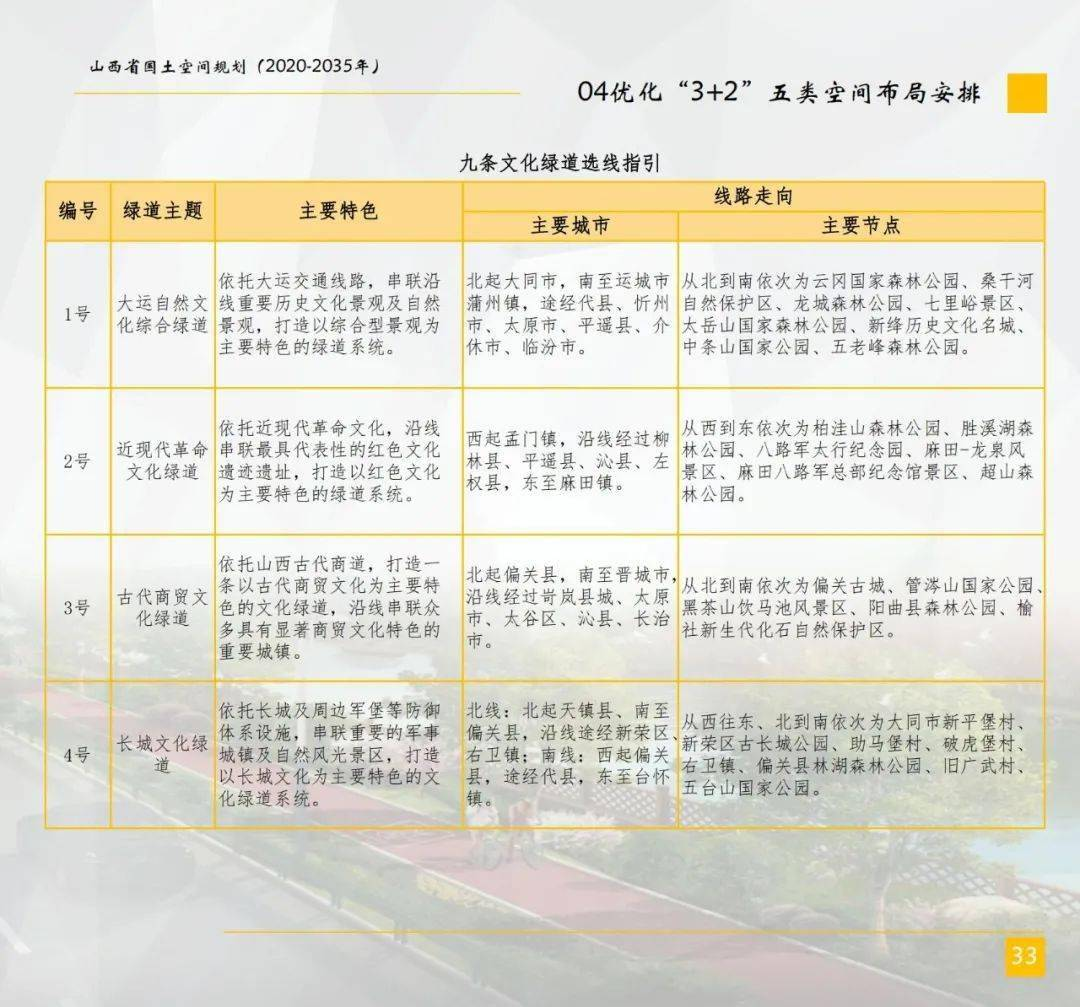 山西省国土空间规划（2020-2035年）
04优化“3+2”五类空间布局安排
九条文化绿道选线指引
编号
绿道主题
主要特色
线路走向
主要城市
主要节点
1号
大运自然文
化综合绿道
依托大运交通线路，串联沿
线重要历史文化景观及自然
景观，打造以综合型景观为
主要特色的绿道系统。
北起大同市，南至运城市
蒲州镇，途经代县、忻州
市、太原市、平遥县、介
休市、临汾市。
从北到南依次为云冈国家森林公园、桑干河
自然保护区、龙城森林公园、七里峪景区、
太岳山国家森林公园、新绛历史文化名城、
中条山国家公园、五老峰森林公园。
2号
近现代革命
文化绿道
依托近现代革命文化，沿线
串联最具代表性的红色文化
遗迹遗址，打造以红色文化
为主要特色的绿道系统。
西起孟门镇，沿线经过柳
林县、平遥县、沁县、左
权县，东至麻田镇。
从西到东依次为柏洼山森林公园、胜溪湖森
林公园、八路军太行纪念园、麻田-龙泉风
景区、麻田八路军总部纪念馆景区、超山森
林公园。
3号
古代商贸文
化绿道
依托山西古代商道，打造一
条以古代商贸文化为主要特
色的文化绿道，沿线串联众
多具有显著商贸文化特色的
重要城镇。
北起偏关县，南至晋城市，
沿线经过岢岚县城、太原
市、太谷区、沁县、长治
市。
从北到南依次为偏关古城、管涔山国家公园、
黑茶山饮马池风景区、阳曲县森林公园、榆
社新生代化石自然保护区。
4号
长城文化绿
道
依托长城及周边军堡等防御
体系设施，串联重要的军事
城镇及自然风光景区，打造
以长城文化为主要特色的文
化绿道系统。
北线：北起天镇县、南至
偏关县，沿线途经新荣区、
右卫镇；南线：西起偏关
县，途经代县，东至台怀
镇。
从西往东、北到南依次为大同市新平堡村、
新荣区古长城公园、助马堡村、破虎堡村、
右卫镇、偏关县林湖森林公园、旧广武村、
五台山国家公园。
33